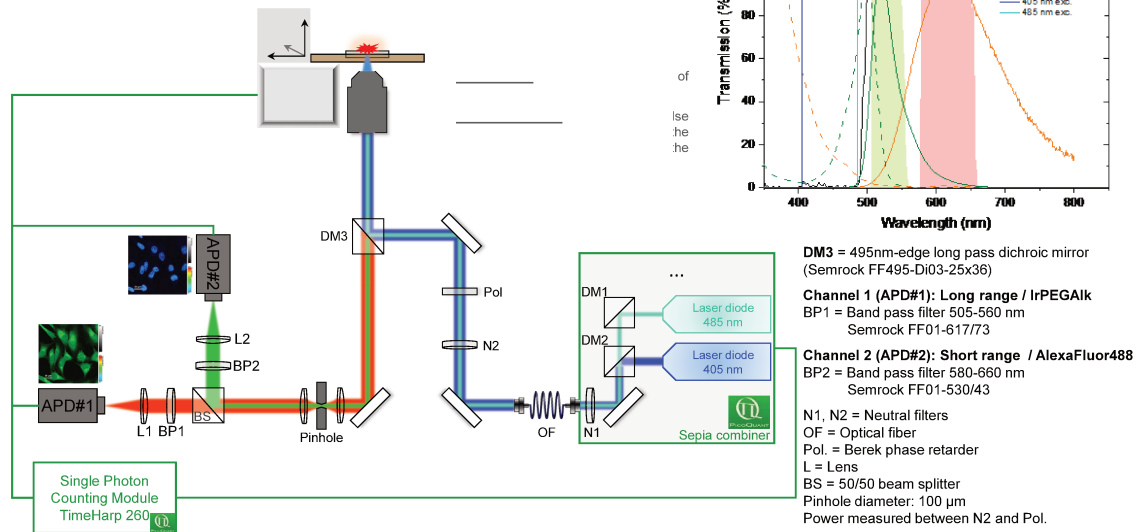 of
lse
the
the
Transmission (%
80
60
40
20
0
400
500
600
700
800
Wavelength (nm)
405 nm exc.
485 nm exc.
DM3
Pol
N2
OF
N1
...
DM1
DM2
Laser diode
485 nm
Laser diode
405 nm
PicoQuant
Sepia combiner
APD#2
L2
BP2
APD#1
L1
BP1
BS
Pinhole
Single Photon
Counting Module
TimeHarp 260
DM3 = 495nm-edge long pass dichroic mirror
(Semrock FF495-Di03-25x36)
Channel 1 (APD#1): Long range / IrPEGAlk
BP1 = Band pass filter 505-560 nm
Semrock FF01-617/73
Channel 2 (APD#2): Short range / AlexaFluor488
BP2 = Band pass filter 580-660 nm
Semrock FF01-530/43
N1, N2 = Neutral filters
OF = Optical fiber
Pol. = Berek phase retarder
L = Lens
BS = 50/50 beam splitter
Pinhole diameter: 100 µm
Power measured between N2 and Pol.